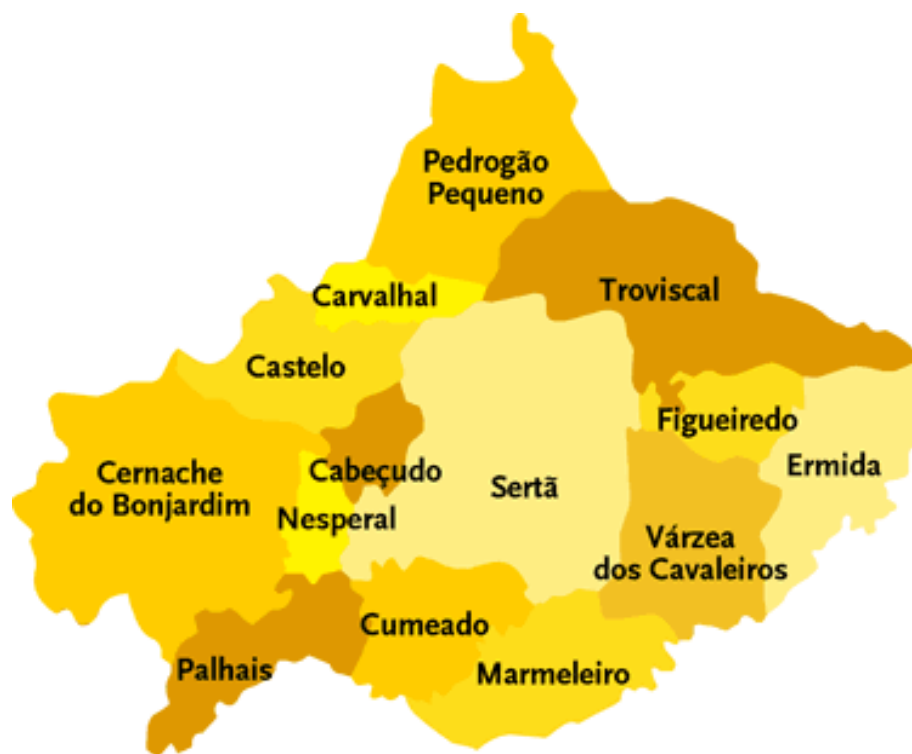 Pedrogão
Pequeno
Carvalhal
Troviscal
Castelo
Figueiredo
Cernache
do Bonjardim
Cabeçudo
Ermida
Sertã
Nesperal
Várzea
dos Cavaleiros
Cumeado
Palhais
Marmeleiro